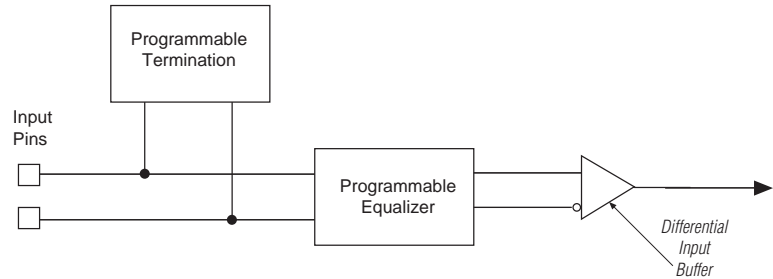 Programmable
Termination
Input
Pins
Programmable
Equalizer
Differential
Input
Buffer